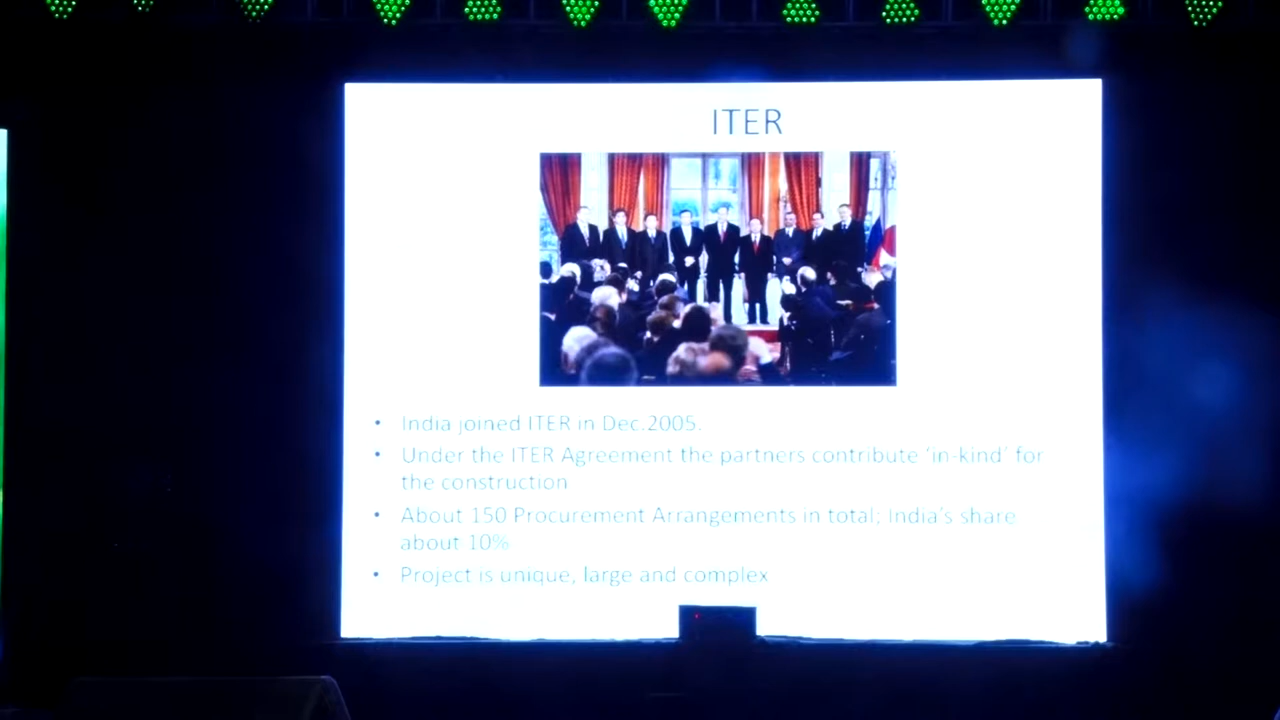 ITER
• India joined ITER in Dec.2005.
• Under the ITER Agreement the partners contribute ‘in-kind’ for
the construction
• About 150 Procurement Arrangements in total; India’s share
about 10%
• Project is unique, large and complex